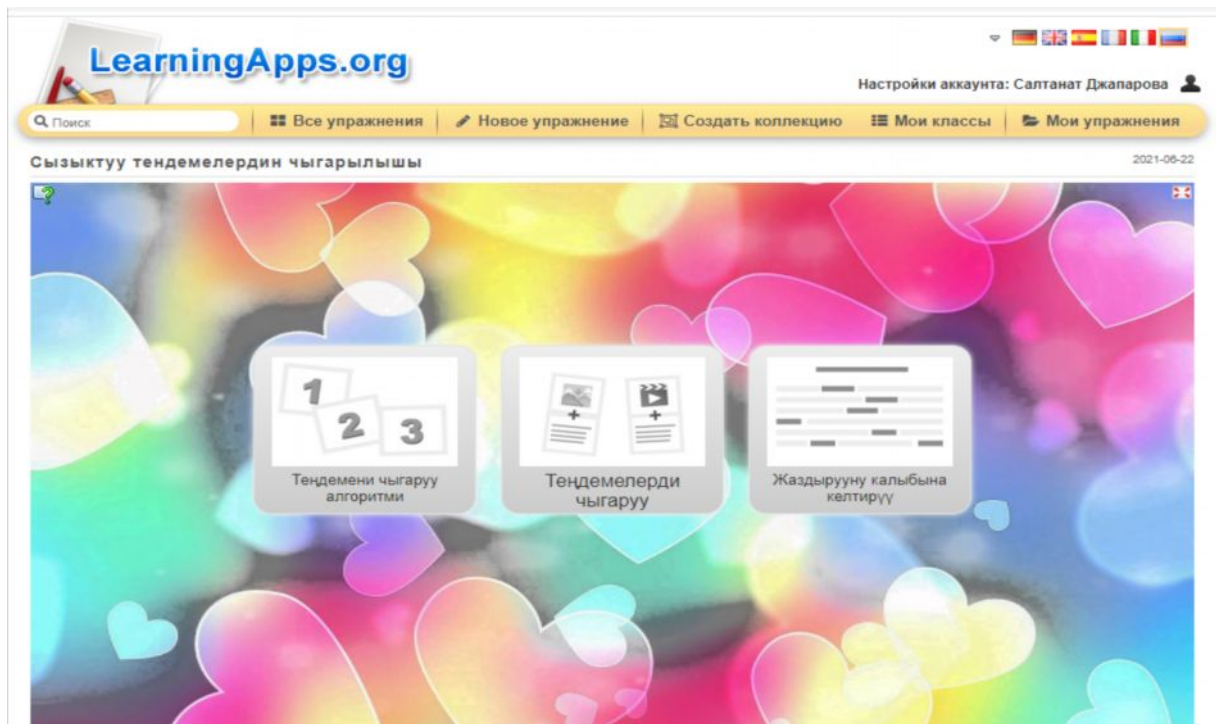 LearningApps.org
Настройки аккаунта: Салтанат Джапарова
Поиск
Все упражнения
Новое упражнение
Создать коллекцию
Мои классы
Мои упражнения
Сызыктуу тендемелердин чыгарылышы
2021-06-22
1
2
3
Теңдемени чыгаруу
алгоритми
Теңдемелерди
чыгаруу
Жаздырууну калыбына
келтирүү